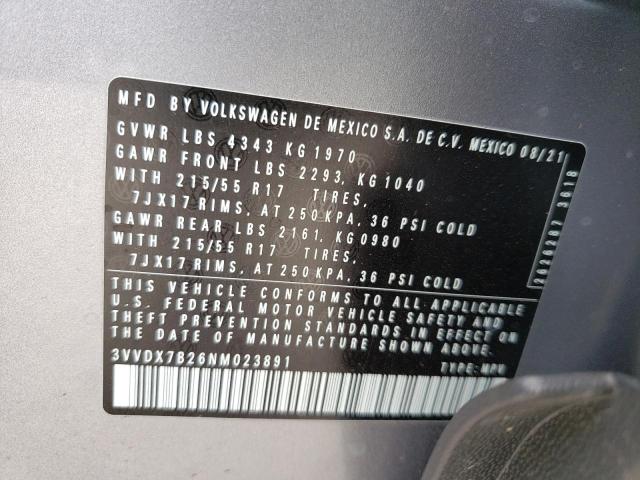 MFD BY VOLKSWAGEN DE MEXICO S.A. DE C.V. MEXICO 08/21
GVWR LBS 4343 KG 1970
GAWR FRONT LBS 2293, KG 1040
WITH 215/55 R17 TIRES,
7JX17 RIMS, AT 250 KPA, 36 PSI COLD
GAWR REAR LBS 2161, KG 0980
WITH 215/55 R17 TIRES,
7JX17 RIMS, AT 250 KPA, 36 PSI COLD
THIS VEHICLE CONFORMS TO ALL APPLICABLE
U.S. FEDERAL MOTOR VEHICLE SAFETY AND
THEFT PREVENTION STANDARDS IN EFFECT ON
THE DATE OF MANUFACTURE SHOWN ABOVE.
3VVDX7B26NM023891 TYPE: MPV
2020207 3618